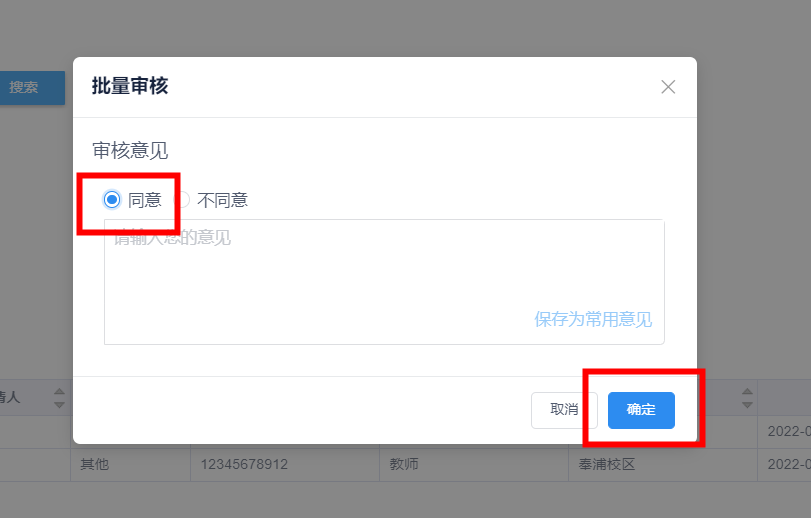 搜索
批量审核
审核意见
同意 不同意
请输入您的意见
保存为常用意见
请人
取消 确定
2022-0
其他 12345678912 教师 奉浦校区 2022-0